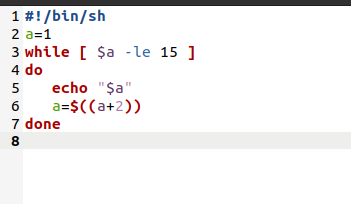 1 #!/bin/sh
2 a=1
3 while [ $a -le 15 ]
4 do
5    echo "$a"
6    a=$((a+2))
7 done
8